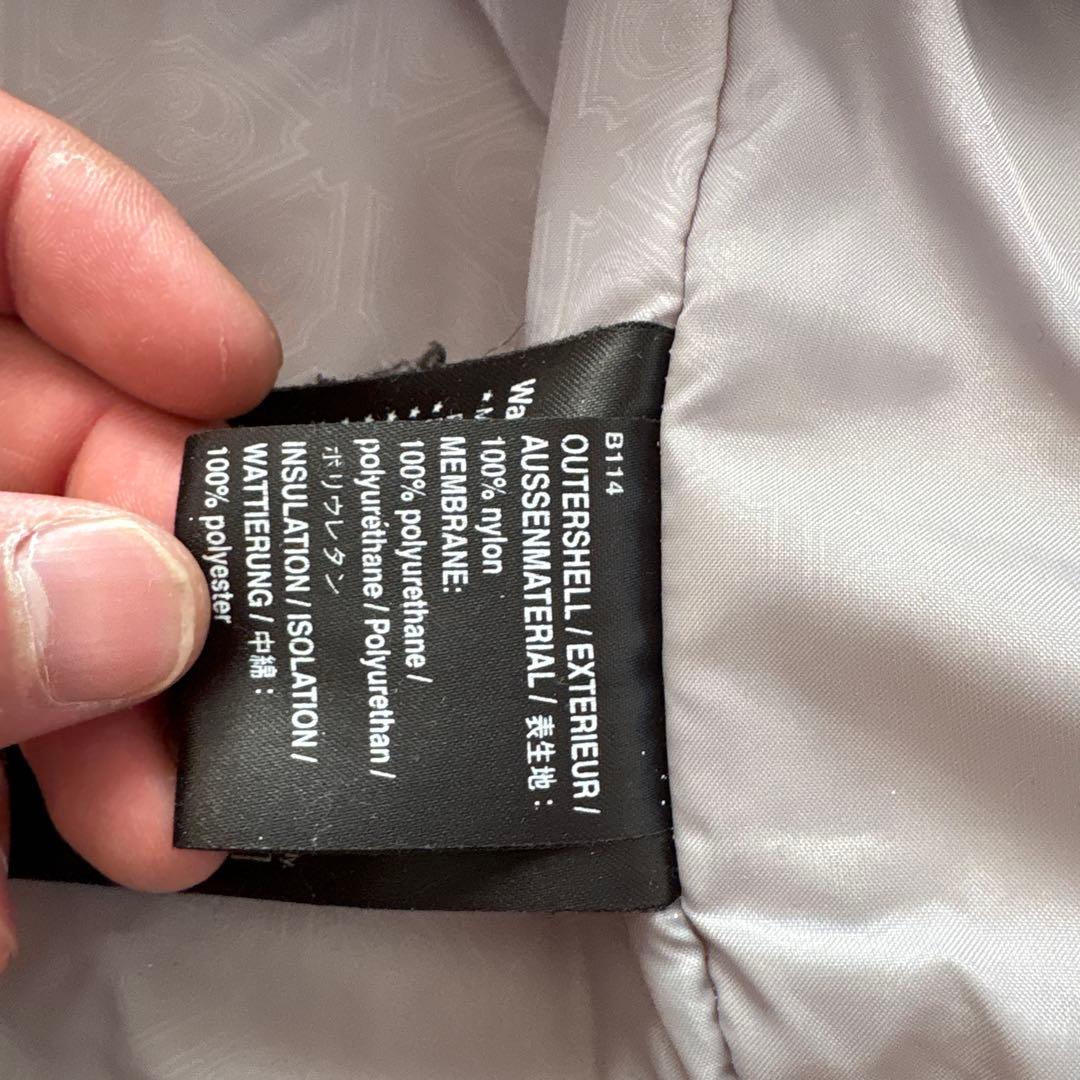 B114
OUTERSHELL / EXTERIEUR /
AUSSENMATERIAL / 表生地 :
100% nylon
MEMBRANE:
100% polyurethane /
polyuréthane / Polyurethan /
ポリウレタン
INSULATION / ISOLATION /
WATTIERUNG / 中綿 :
100% polyester